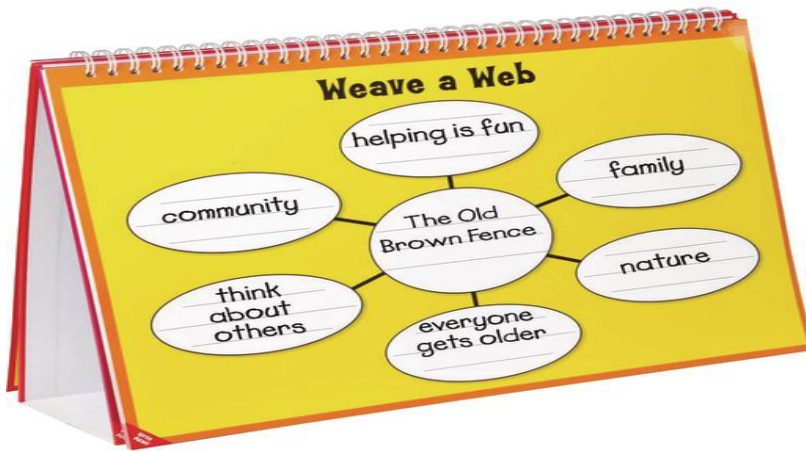 Weave a Web
helping is fun
family
community
The Old
Brown Fence
nature
think
about
others
everyone
gets older